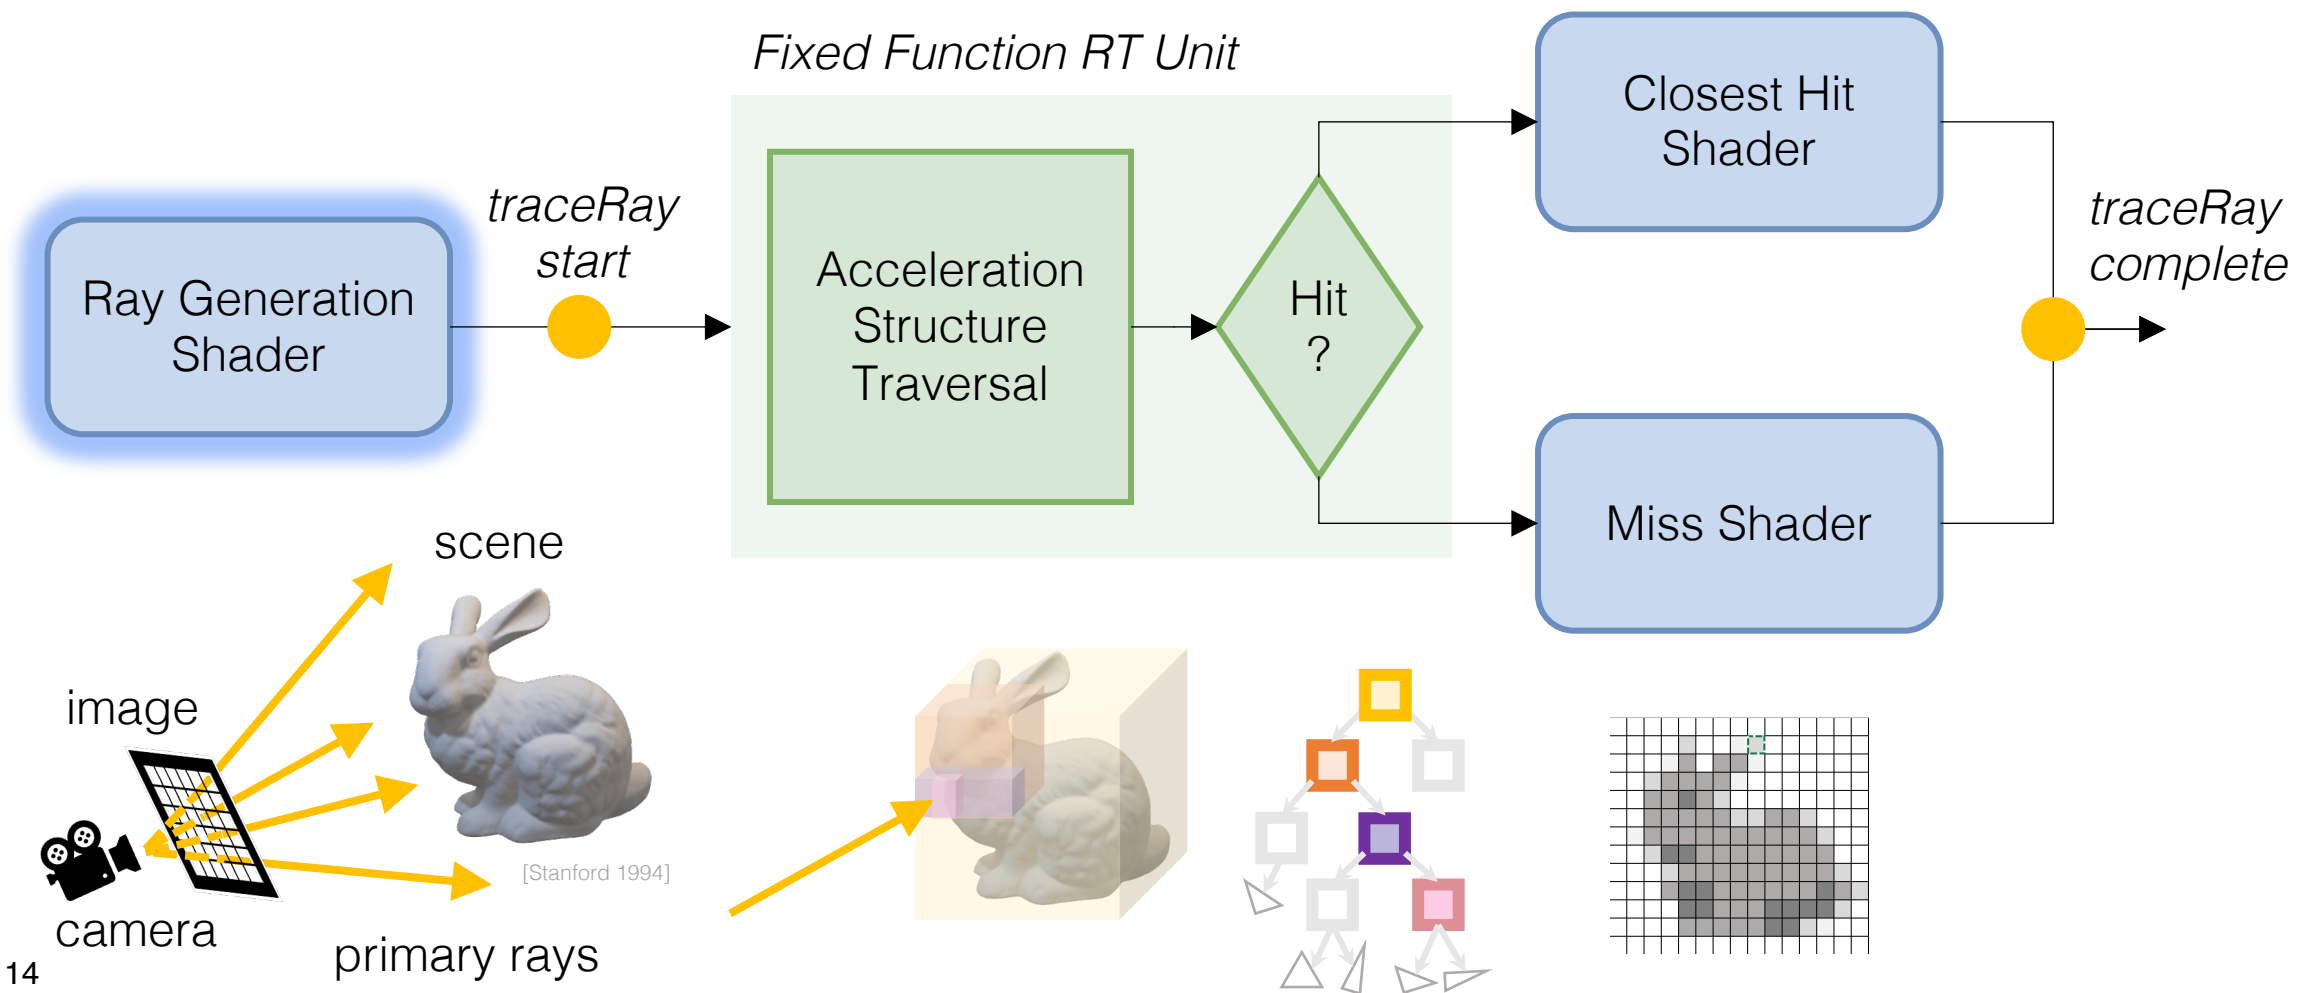 Fixed Function RT Unit
Ray Generation
Shader
traceRay
start
Acceleration
Structure
Traversal
Hit
?
Closest Hit
Shader
Miss Shader
traceRay
complete
scene
image
camera
primary rays
[Stanford 1994]
14